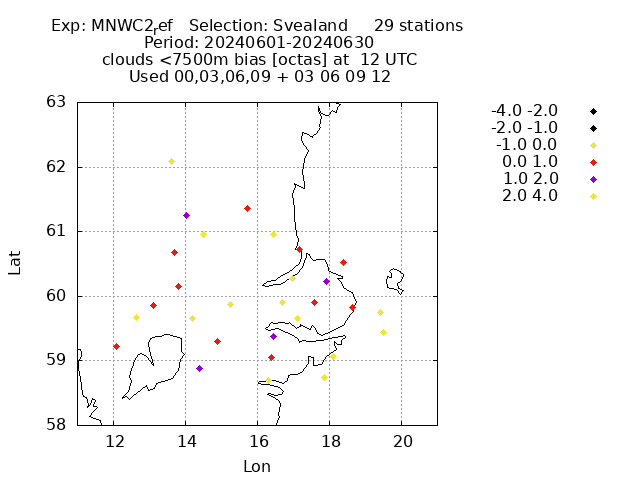 Exp: MNWC2ref   Selection: Svealand     29 stations
Period: 20240601-20240630
clouds <7500m bias [octas] at  12 UTC
Used 00,03,06,09 + 03 06 09 12
63
62
61
60
59
58
12
14
16
18
20
Lat
Lon
-4.0 -2.0
-2.0 -1.0
-1.0 0.0
0.0 1.0
1.0 2.0
2.0 4.0